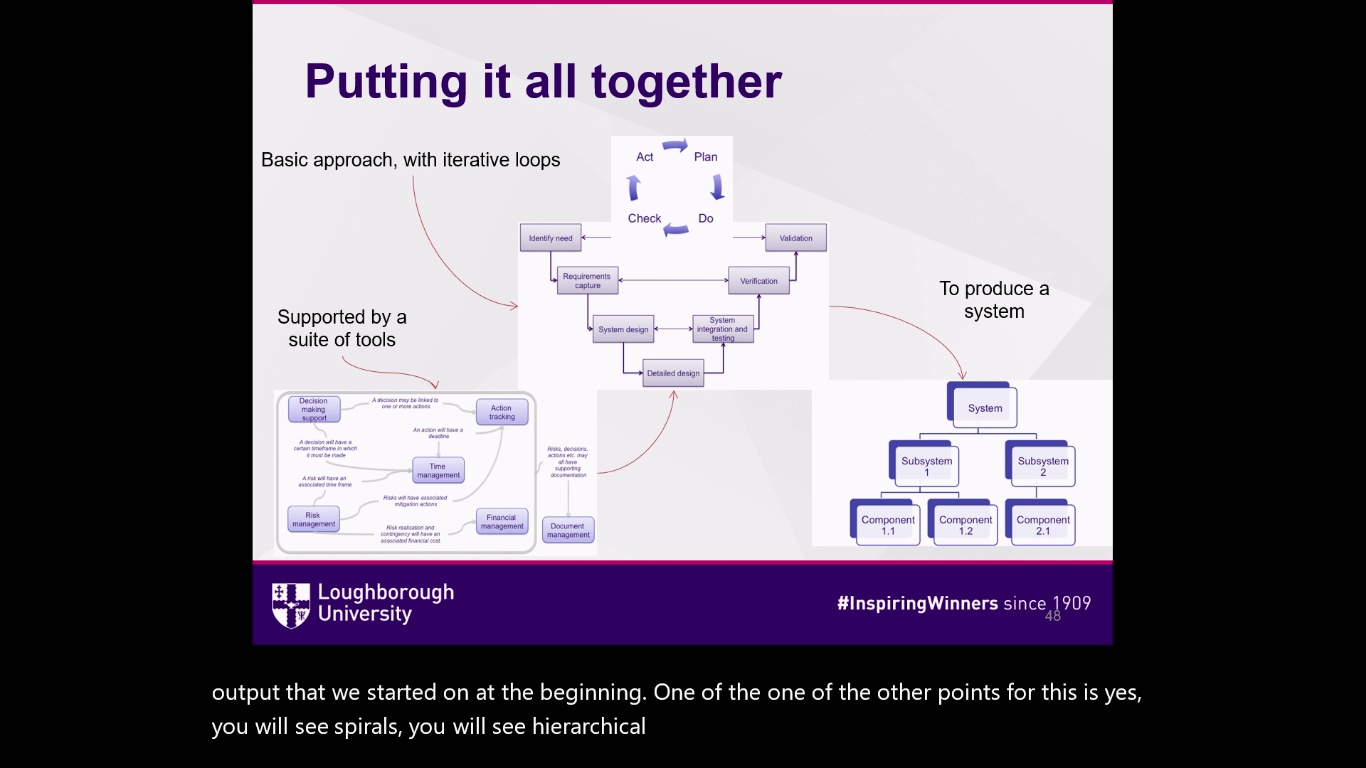 Putting it all together
Basic approach, with iterative loops
Act
Plan
Check
Do
Identify need
Validation
Requirements
capture
Verification
System design
System
integration and
testing
Detailed design
Supported by a
suite of tools
Decision
making
support
A decision may be linked to
one or more actions
Action
tracking
An action will have a
deadline
A decision will have a
certain timeframe in which
it must be made
Time
management
A risk will have an
associated time frame
Risks will have associated
mitigation actions
Risk
management
Risk realisation and
contingency will have an
associated financial cost.
Financial
management
Risks, decisions,
actions etc. may
all have
supporting
documentation
Document
management
To produce a
system
System
Subsystem
1
Subsystem
2
Component
1.1
Component
1.2
Component
2.1
Loughborough
University
#InspiringWinners since 1909
48
output that we started on at the beginning. One of the one of the other points for this is yes,
you will see spirals, you will see hierarchical